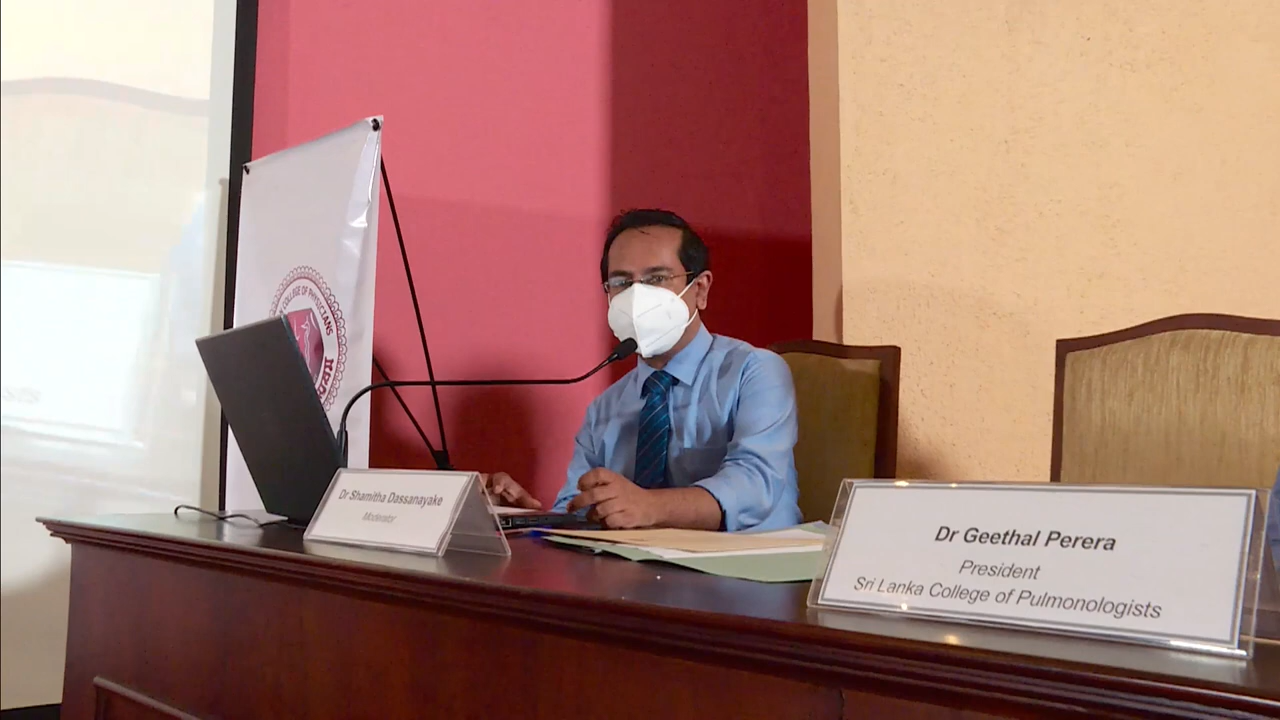 COLLEGE OF PHYSICIANS
Dr Shamitha Dassanayake
Moderator
Dr Geethal Perera
President
Sri Lanka College of Pulmonologists